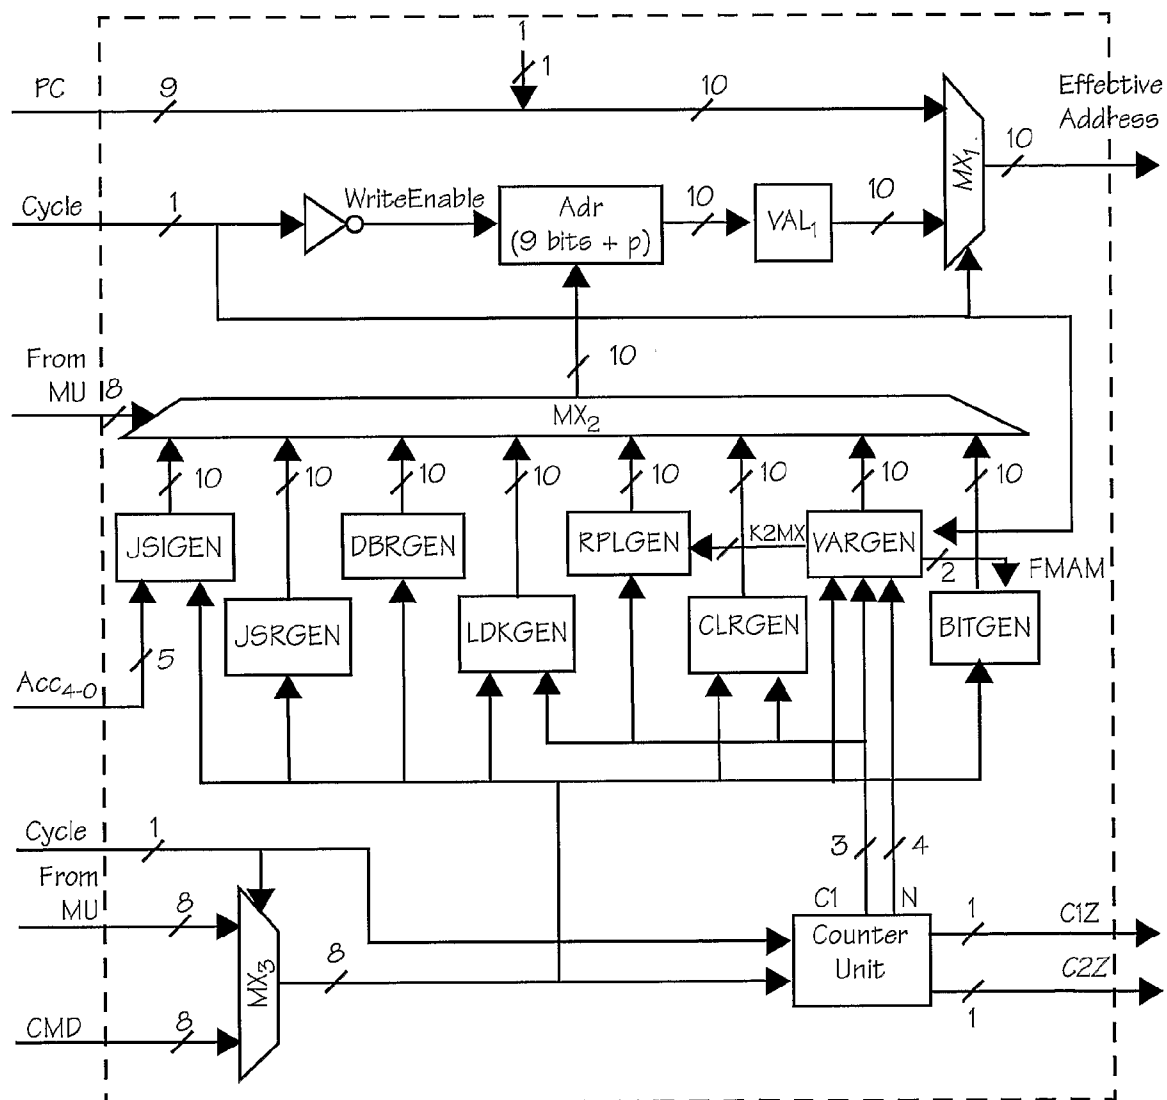 1
PC
9
1
10
Effective
Address
MX1
10
Cycle
1
WriteEnable
Adr
(9 bits + p)
10
VAL1
10
From
MU
8
10
MX2
10
10
10
10
10
10
10
10
JSIGEN
DBRGEN
RPLGEN
K2MX
VARGEN
2
FMAM
JSRGEN
LDKGEN
CLRGEN
BITGEN
5
Acc4-0
Cycle
1
3
4
From
MU
8
C1
N
1
C1Z
Counter
Unit
MX3
8
C2Z
1
CMD
8